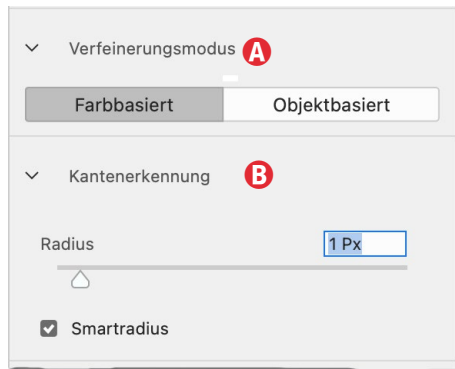 Verfeinerungsmodus A
Farbbasiert Objektbasiert
Kantenerkennung B
Radius 1 Px
Smartradius